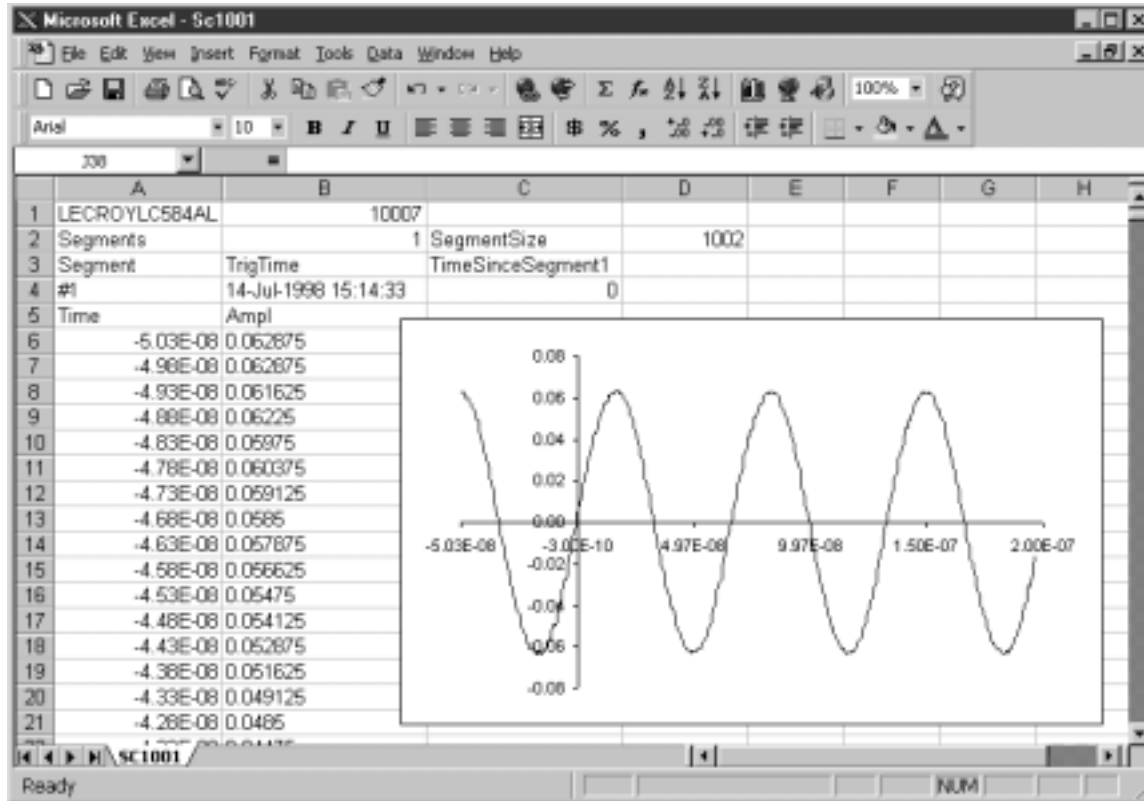 Microsoft Excel - Sc1001
File Edit View Insert Format Tools Data Window Help
100%
Arial 10 B I U $ % ,
J38 =
A B C D E F G H
1 LECROYLC584AL 10007
2 Segments 1 SegmentSize 1002
3 Segment TrigTime TimeSinceSegment1
4 #1 14-Jul-1998 15:14:33 0
5 Time Ampl
6 -5.03E-08 0.062875
7 -4.98E-08 0.062875
8 -4.93E-08 0.061625
9 -4.88E-08 0.06225
10 -4.83E-08 0.05975
11 -4.78E-08 0.060375
12 -4.73E-08 0.059125
13 -4.68E-08 0.0585
14 -4.63E-08 0.057875
15 -4.58E-08 0.056625
16 -4.53E-08 0.05475
17 -4.48E-08 0.054125
18 -4.43E-08 0.052875
19 -4.38E-08 0.051625
20 -4.33E-08 0.049125
21 -4.28E-08 0.0485
0.08
0.06
0.04
0.02
0.00
-5.03E-08 -3.00E-10 4.97E-08 9.97E-08 1.50E-07 2.00E-07
-0.02
-0.04
-0.06
-0.08
SC1001
Ready NUM